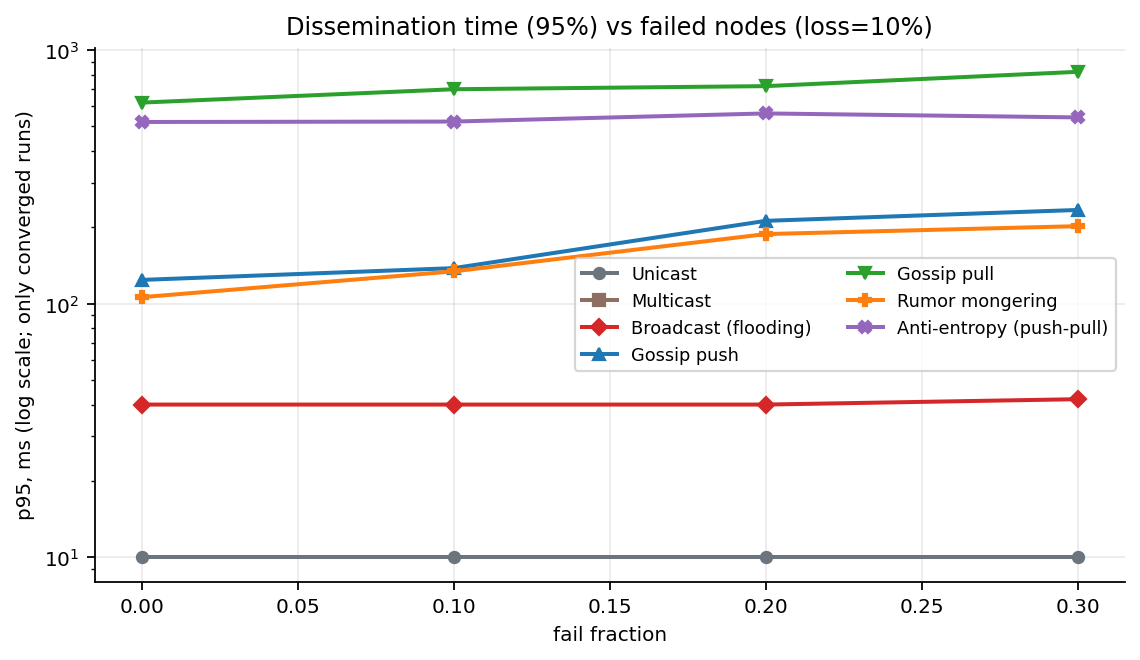 Dissemination time (95%) vs failed nodes (loss=10%)
p95, ms (log scale; only converged runs)
10³
10²
10¹
Unicast
Multicast
Broadcast (flooding)
Gossip push
Gossip pull
Rumor mongering
Anti-entropy (push-pull)
0.00 0.05 0.10 0.15 0.20 0.25 0.30
fail fraction